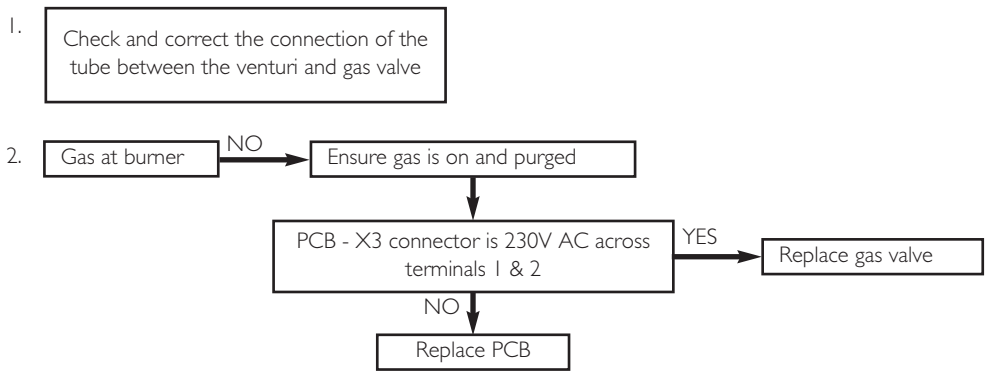 1.
Check and correct the connection of the
tube between the venturi and gas valve
2.
Gas at burner
NO
Ensure gas is on and purged
PCB - X3 connector is 230V AC across
terminals 1 & 2
YES
Replace gas valve
NO
Replace PCB